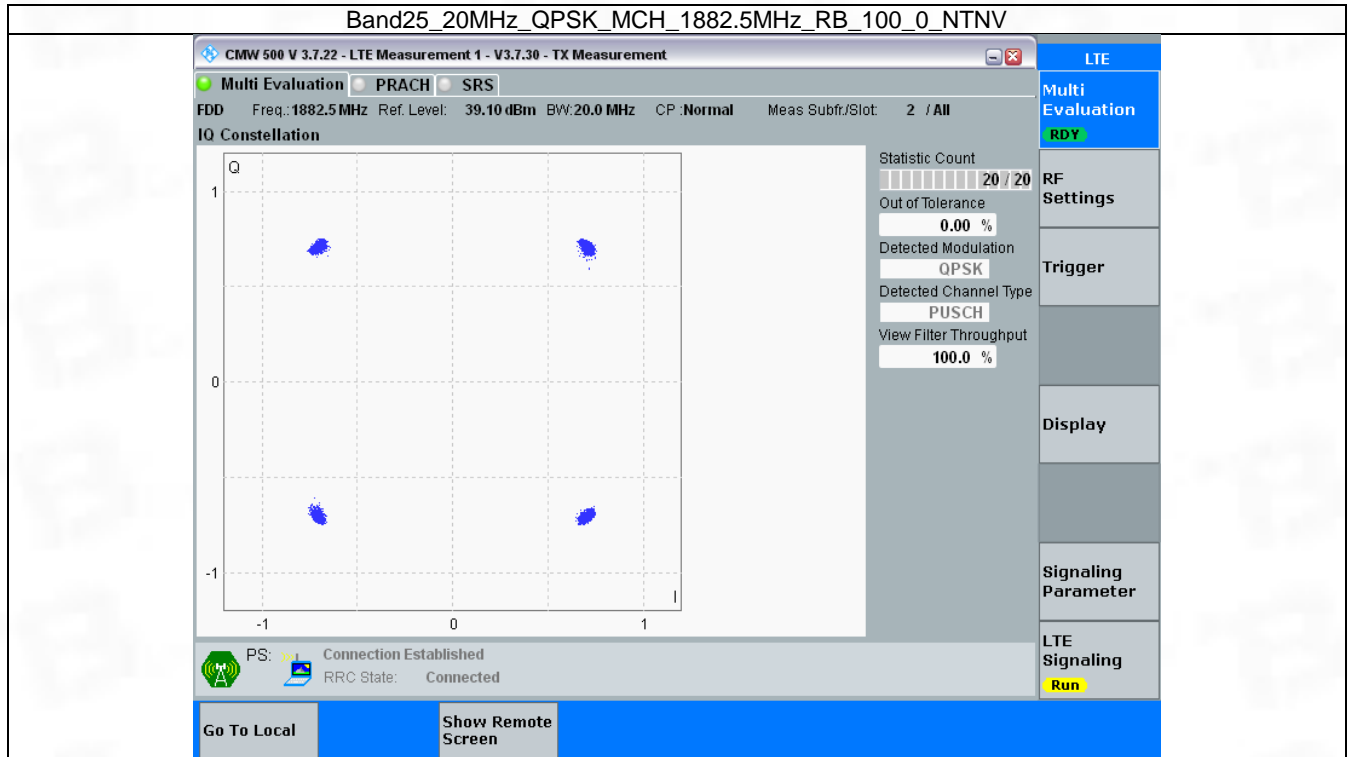 Band25_20MHz_QPSK_MCH_1882.5MHz_RB_100_0_NTNV
CMW 500 V 3.7.22 - LTE Measurement 1 - V3.7.30 - TX Measurement
Multi Evaluation PRACH SRS
FDD Freq.:1882.5 MHz Ref. Level: 39.10 dBm BW:20.0 MHz CP :Normal Meas Subfr./Slot: 2 / All
IQ Constellation
Q
1
0
-1
I
-1 0 1
Statistic Count
20 / 20
Out of Tolerance
0.00 %
Detected Modulation
QPSK
Detected Channel Type
PUSCH
View Filter Throughput
100.0 %
LTE
Multi
Evaluation
RDY
RF
Settings
Trigger
Display
Signaling
Parameter
LTE
Signaling
Run
PS: Connection Established
RRC State: Connected
Go To Local
Show Remote
Screen